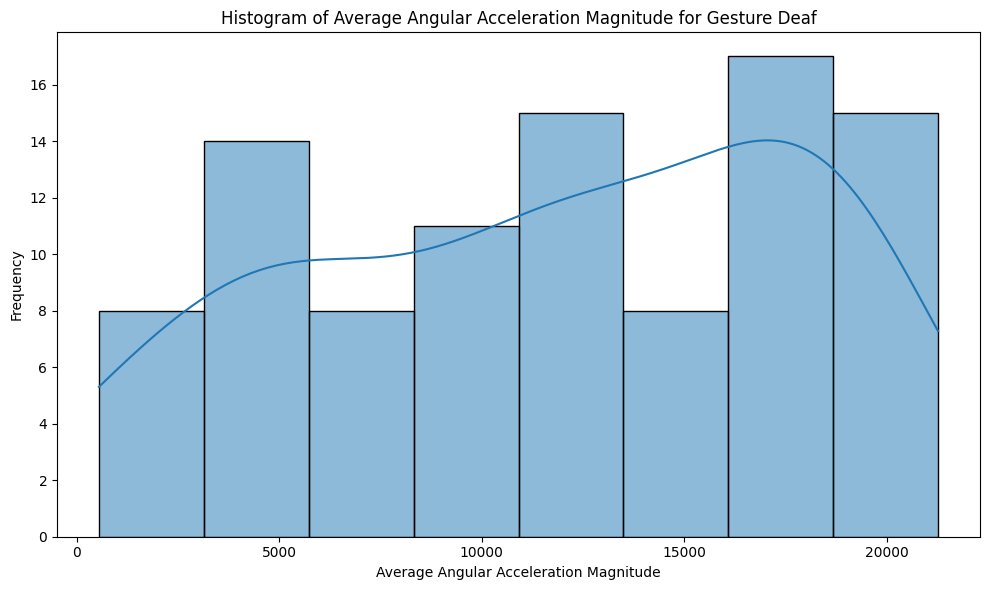 Histogram of Average Angular Acceleration Magnitude for Gesture Deaf
Frequency
16
14
12
10
8
6
4
2
0
0 5000 10000 15000 20000
Average Angular Acceleration Magnitude